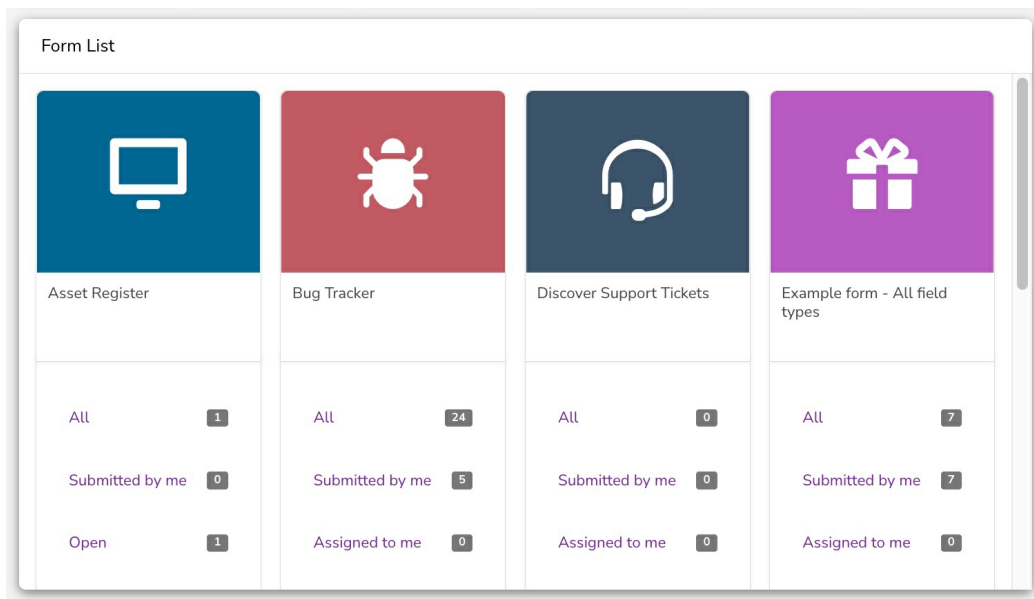 Form List
Asset Register
All 1
Submitted by me 0
Open 1
Bug Tracker
All 24
Submitted by me 5
Assigned to me 0
Discover Support Tickets
All 0
Submitted by me 0
Assigned to me 0
Example form - All field
types
All 7
Submitted by me 7
Assigned to me 0